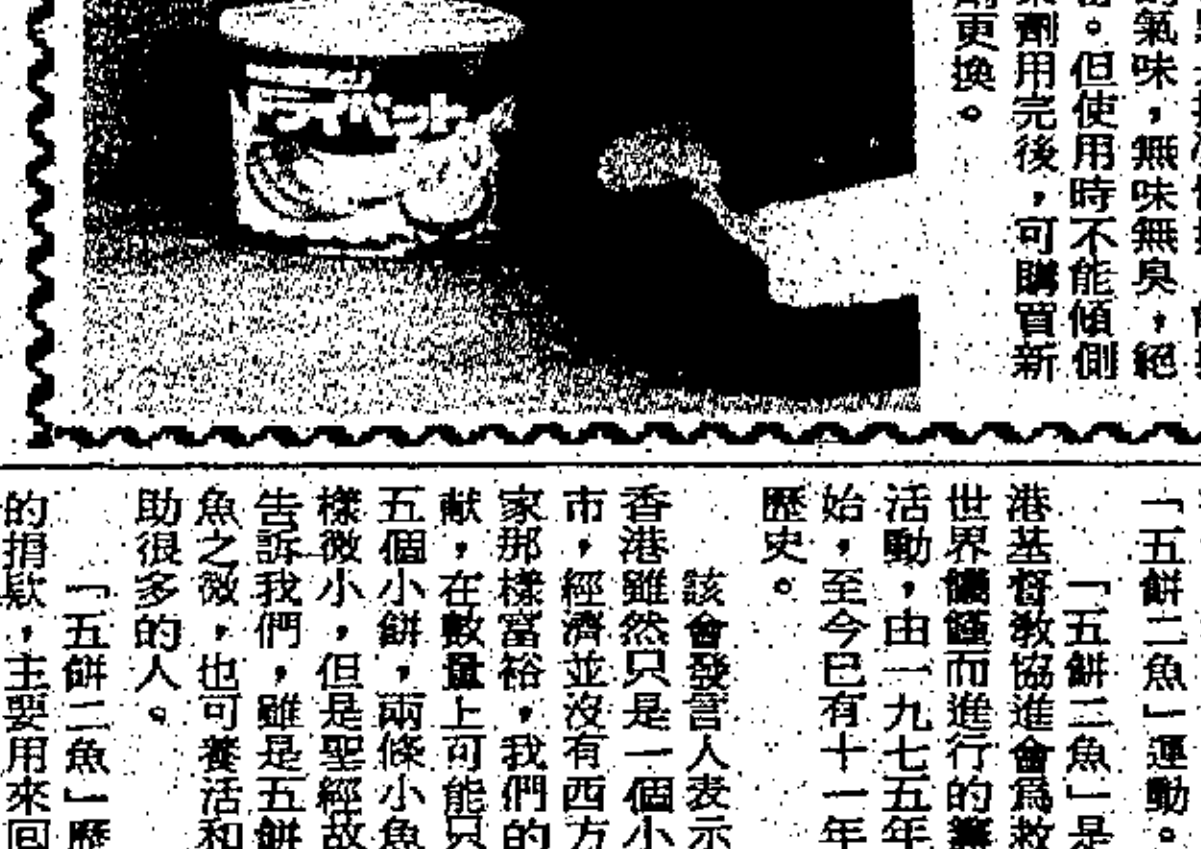 氣味，無味無臭，絕
。但使用時不能傾側
劑用完後，可購買新
劑更換。
「五餅二魚」運動。
「五餅二魚」是
港基督教協進會爲救
世界饑饉而進行的籌
活動，由一九七五年
始，至今已有十一年
歷史。
該會發言人表示
香港雖然只是一個小
市，經濟並沒有西方
家那樣富裕，我們的
献，在數量上可能只
五個小餅，兩條小魚
樣微小，但是聖經故
告訴我們，雖是五餅
魚之微，也可養活和
助很多的人。
「五餅二魚」歷
的捐款，主要用來回